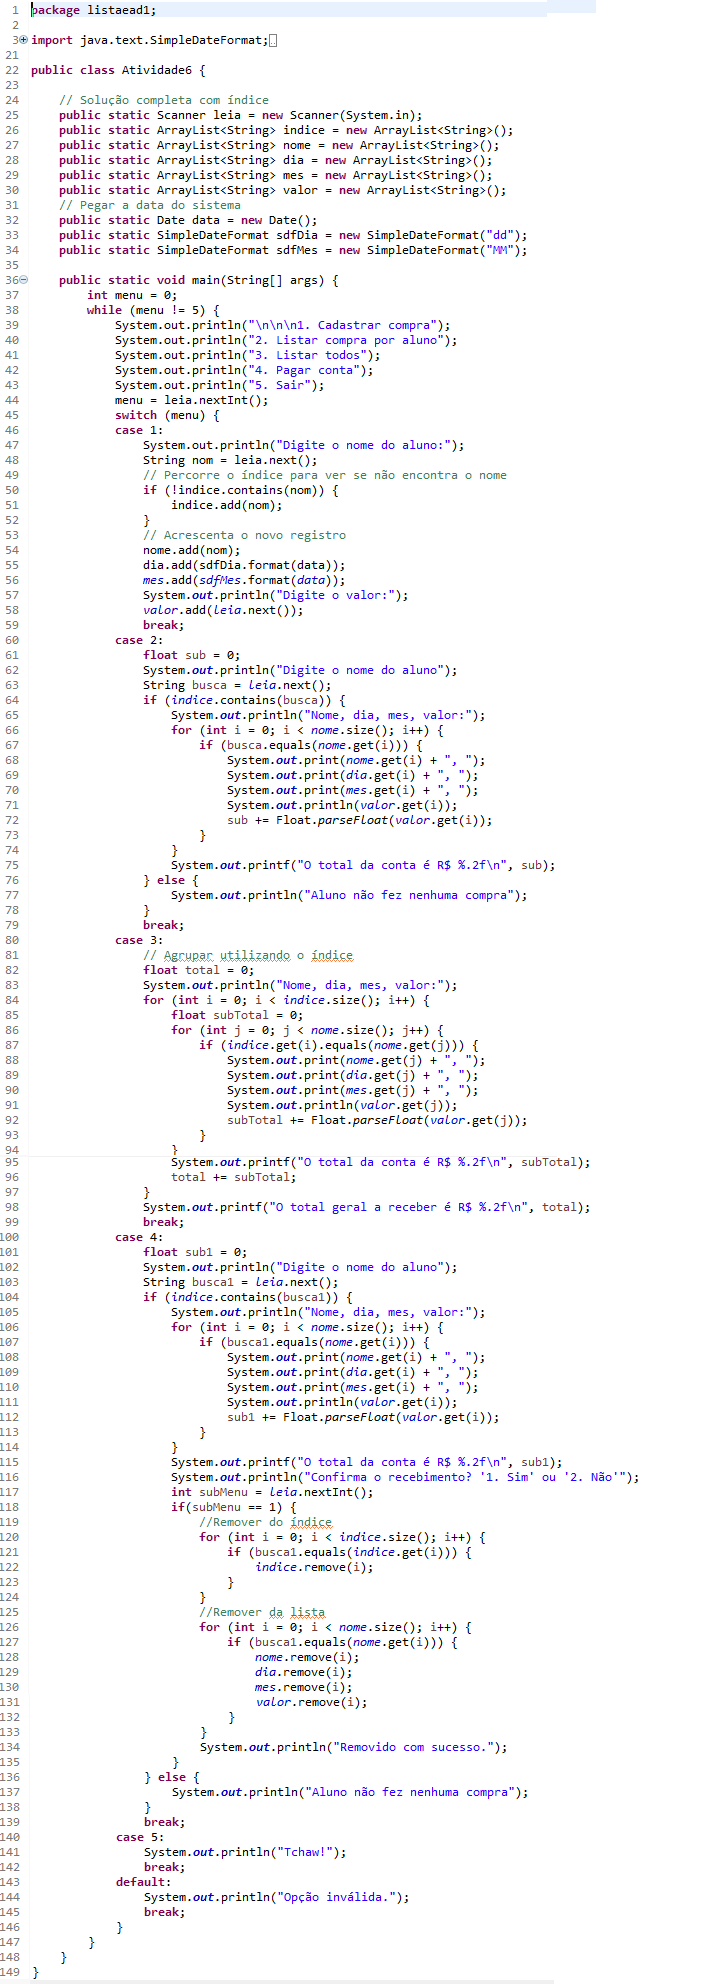 1 package listaead1;
2
3 import java.text.SimpleDateFormat;
21
22 public class Atividade6 {
23
24 // Solução completa com índice
25 public static Scanner leia = new Scanner(System.in);
26 public static ArrayList<String> indice = new ArrayList<String>();
27 public static ArrayList<String> nome = new ArrayList<String>();
28 public static ArrayList<String> dia = new ArrayList<String>();
29 public static ArrayList<String> mes = new ArrayList<String>();
30 public static ArrayList<String> valor = new ArrayList<String>();
31 // Pegar a data do sistema
32 public static Date data = new Date();
33 public static SimpleDateFormat sdfDia = new SimpleDateFormat("dd");
34 public static SimpleDateFormat sdfMes = new SimpleDateFormat("MM");
35
36 public static void main(String[] args) {
37 int menu = 0;
38 while (menu != 5) {
39 System.out.println("\n\n\n1. Cadastrar compra");
40 System.out.println("2. Listar compra por aluno");
41 System.out.println("3. Listar todos");
42 System.out.println("4. Pagar conta");
43 System.out.println("5. Sair");
44 menu = leia.nextInt();
45 switch (menu) {
46 case 1:
47 System.out.println("Digite o nome do aluno:");
48 String nom = leia.next();
49 // Percorre o índice para ver se não encontra o nome
50 if (!indice.contains(nom)) {
51 indice.add(nom);
52 }
53 // Acrescenta o novo registro
54 nome.add(nom);
55 dia.add(sdfDia.format(data));
56 mes.add(sdfMes.format(data));
57 System.out.println("Digite o valor:");
58 valor.add(leia.next());
59 break;
60 case 2:
61 float sub = 0;
62 System.out.println("Digite o nome do aluno");
63 String busca = leia.next();
64 if (indice.contains(busca)) {
65 System.out.println("Nome, dia, mes, valor:");
66 for (int i = 0; i < nome.size(); i++) {
67 if (busca.equals(nome.get(i))) {
68 System.out.print(nome.get(i) + ", ");
69 System.out.print(dia.get(i) + ", ");
70 System.out.print(mes.get(i) + ", ");
71 System.out.println(valor.get(i));
72 sub += Float.parseFloat(valor.get(i));
73 }
74 }
75 System.out.printf("O total da conta é R$ %.2f\n", sub);
76 } else {
77 System.out.println("Aluno não fez nenhuma compra");
78 }
79 break;
80 case 3:
81 // Agrupar utilizando o índice
82 float total = 0;
83 System.out.println("Nome, dia, mes, valor:");
84 for (int i = 0; i < indice.size(); i++) {
85 float subTotal = 0;
86 for (int j = 0; j < nome.size(); j++) {
87 if (indice.get(i).equals(nome.get(j))) {
88 System.out.print(nome.get(j) + ", ");
89 System.out.print(dia.get(j) + ", ");
90 System.out.print(mes.get(j) + ", ");
91 System.out.println(valor.get(j));
92 subTotal += Float.parseFloat(valor.get(j));
93 }
94 }
95 System.out.printf("O total da conta é R$ %.2f\n", subTotal);
96 total += subTotal;
97 }
98 System.out.printf("O total geral a receber é R$ %.2f\n", total);
99 break;
100 case 4:
101 float sub1 = 0;
102 System.out.println("Digite o nome do aluno");
103 String busca1 = leia.next();
104 if (indice.contains(busca1)) {
105 System.out.println("Nome, dia, mes, valor:");
106 for (int i = 0; i < nome.size(); i++) {
107 if (busca1.equals(nome.get(i))) {
108 System.out.print(nome.get(i) + ", ");
109 System.out.print(dia.get(i) + ", ");
110 System.out.print(mes.get(i) + ", ");
111 System.out.println(valor.get(i));
112 sub1 += Float.parseFloat(valor.get(i));
113 }
114 }
115 System.out.printf("O total da conta é R$ %.2f\n", sub1);
116 System.out.println("Confirma o recebimento? '1. Sim' ou '2. Não'");
117 int subMenu = leia.nextInt();
118 if(subMenu == 1) {
119 //Remover do índice
120 for (int i = 0; i < indice.size(); i++) {
121 if (busca1.equals(indice.get(i))) {
122 indice.remove(i);
123 }
124 }
125 //Remover da lista
126 for (int i = 0; i < nome.size(); i++) {
127 if (busca1.equals(nome.get(i))) {
128 nome.remove(i);
129 dia.remove(i);
130 mes.remove(i);
131 valor.remove(i);
132 }
133 }
134 System.out.println("Removido com sucesso.");
135 }
136 } else {
137 System.out.println("Aluno não fez nenhuma compra");
138 }
139 break;
140 case 5:
141 System.out.println("Tchaw!");
142 break;
143 default:
144 System.out.println("Opção inválida.");
145 break;
146 }
147 }
148 }
149 }